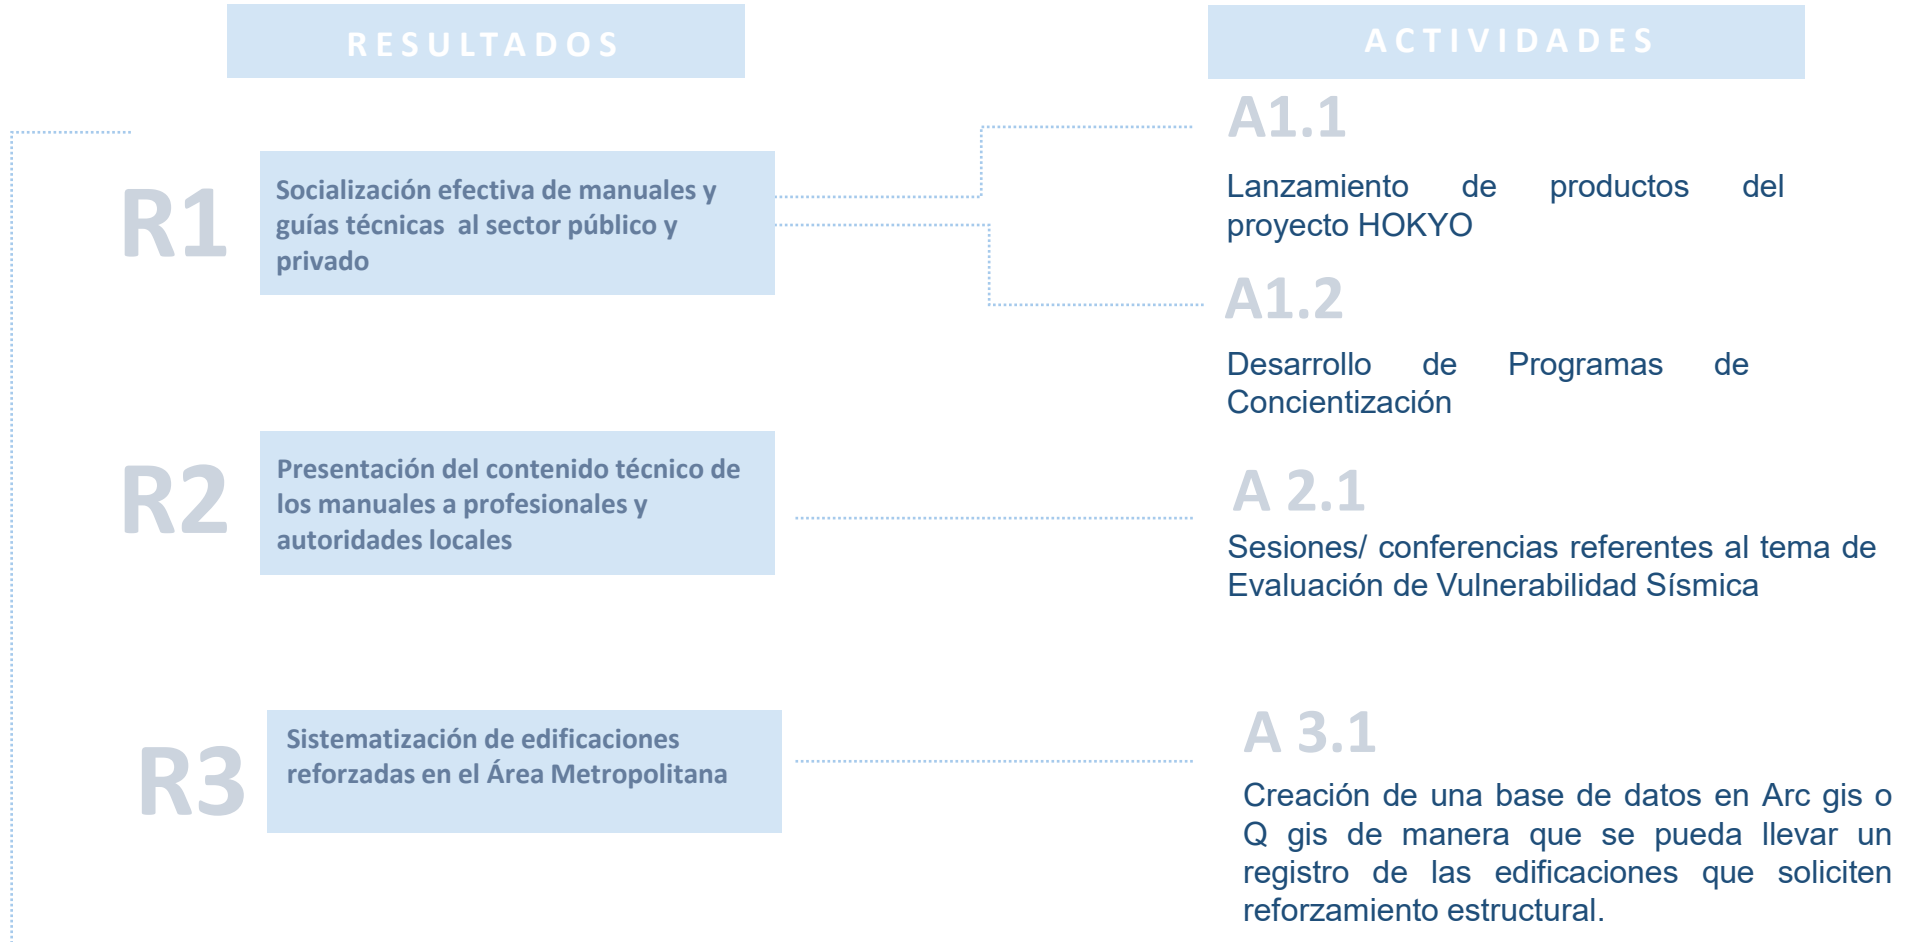 RESULTADOS
ACTIVIDADES
R1
Socialización efectiva de manuales y
guías técnicas al sector público y
privado
A1.1
Lanzamiento de productos del
proyecto HOKYO
A1.2
Desarrollo de Programas de
Concientización
R2
Presentación del contenido técnico de
los manuales a profesionales y
autoridades locales
A 2.1
Sesiones/ conferencias referentes al tema de
Evaluación de Vulnerabilidad Sísmica
R3
Sistematización de edificaciones
reforzadas en el Área Metropolitana
A 3.1
Creación de una base de datos en Arc gis o
Q gis de manera que se pueda llevar un
registro de las edificaciones que soliciten
reforzamiento estructural.